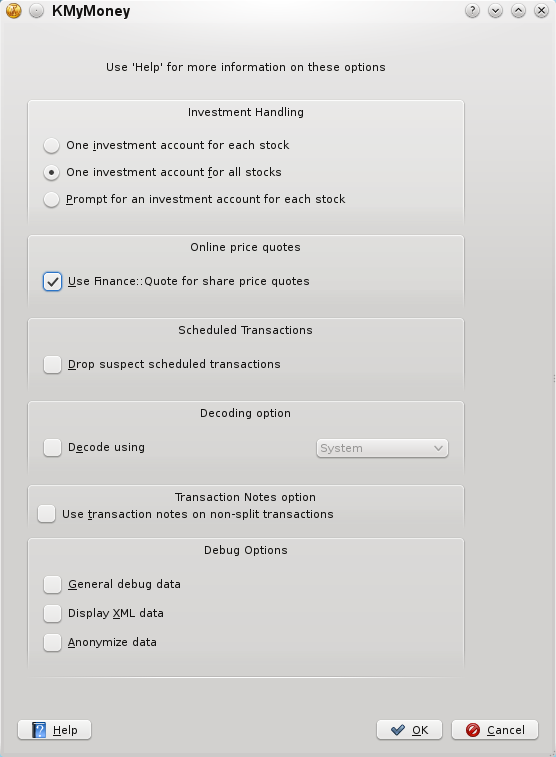 KMyMoney
Use 'Help' for more information on these options
Investment Handling
One investment account for each stock
One investment account for all stocks
Prompt for an investment account for each stock
Online price quotes
Use Finance::Quote for share price quotes
Scheduled Transactions
Drop suspect scheduled transactions
Decoding option
Decode using System
Transaction Notes option
Use transaction notes on non-split transactions
Debug Options
General debug data
Display XML data
Anonymize data
Help OK Cancel